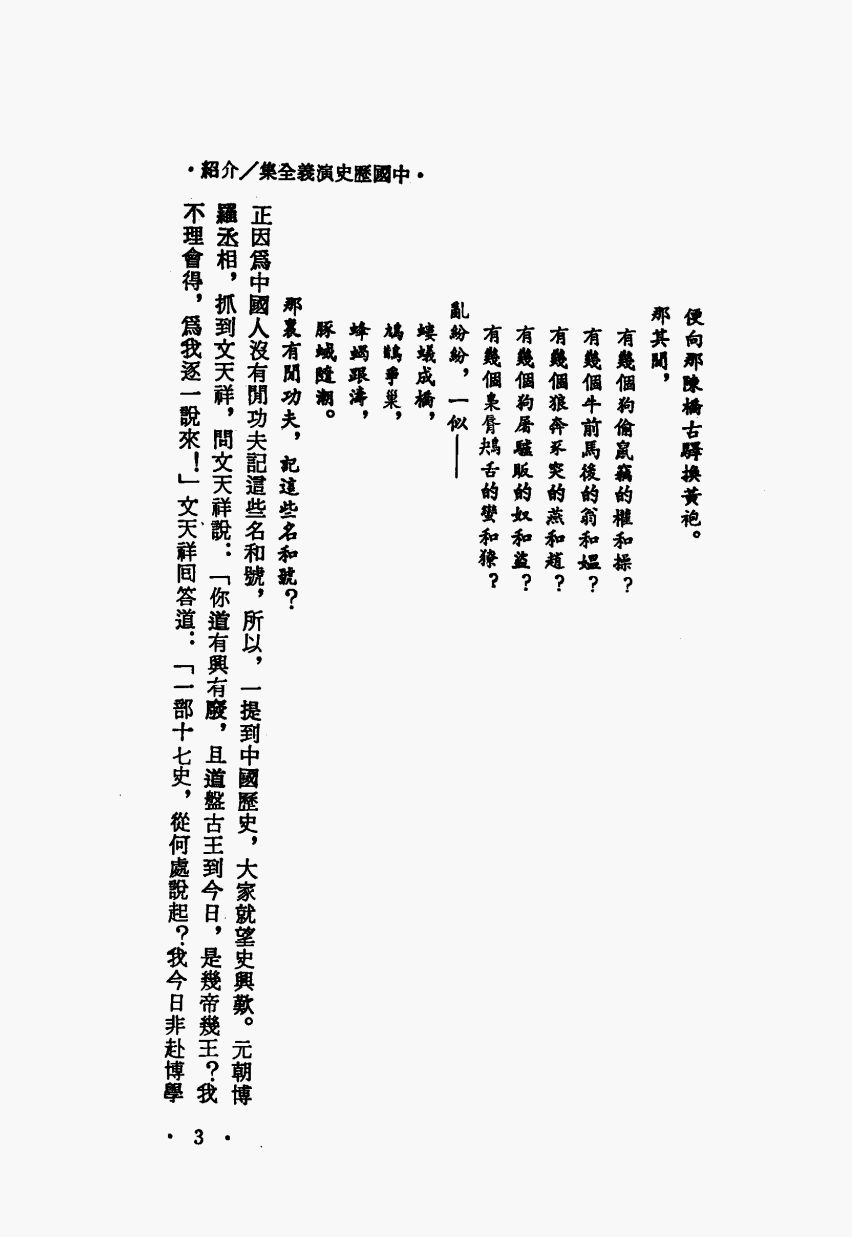 ・中國歷史演義全集／介紹・
便向那陳橋古驛換黃袍。
那其間，
有幾個狗偷鼠竊的權和操？
有幾個牛前馬後的翁和媼？
有幾個狼奔豕突的燕和趙？
有幾個狗屠驢販的奴和盜？
有幾個梟唇鴂舌的蠻和獠？
亂紛紛，一似——
螻蟻成橋，
鳩鵲爭巢，
蜂蝎跟濤，
豚蜮隨潮。
那裏有閒功夫，記這些名和號？
正因爲中國人沒有閒功夫記這些名和號，所以，一提到中國歷史，大家就望史興歎。元朝博
羅丞相，抓到文天祥，問文天祥說：「你道有興有廢，且道盤古王到今日，是幾帝幾王？我
不理會得，爲我逐一說來！」文天祥回答道：「一部十七史，從何處說起？我今日非赴博學
・3・